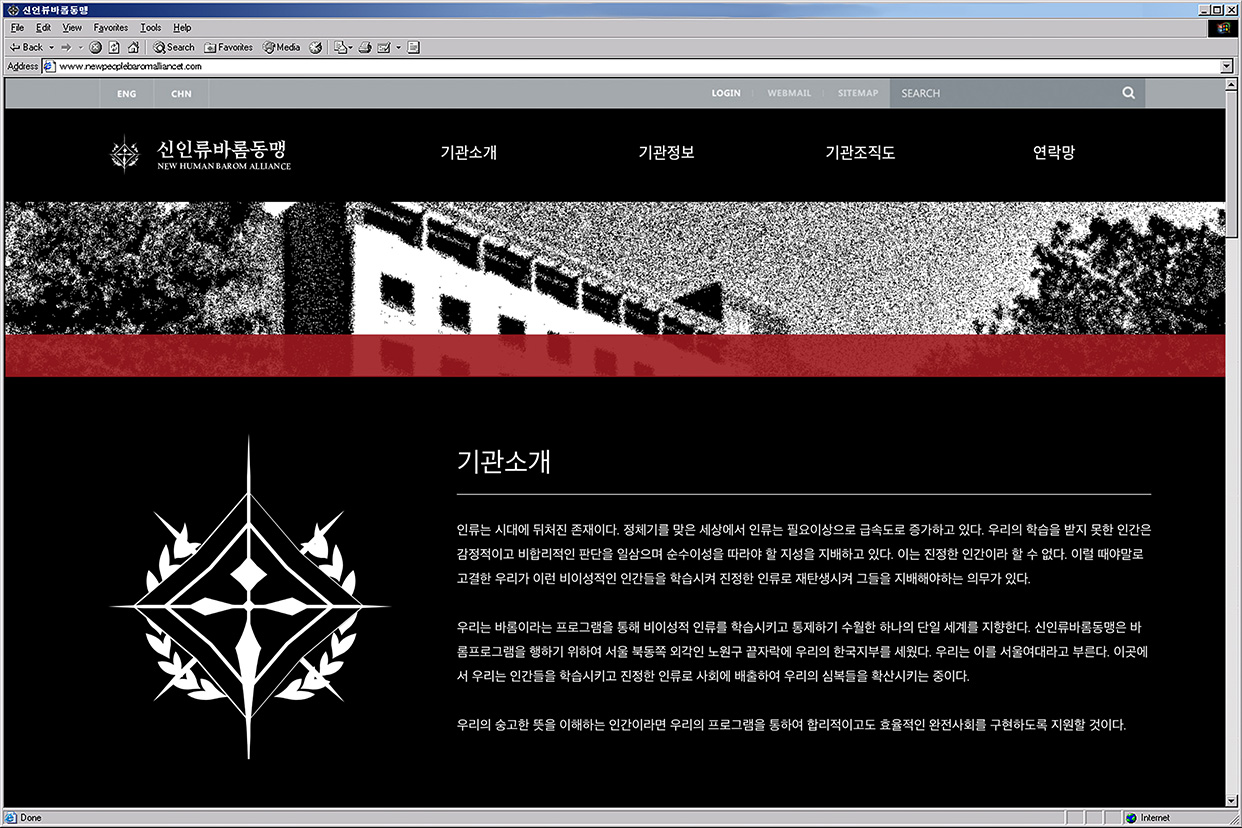 신인류바롬동맹
File Edit View Favorites Tools Help
Back Search Favorites Media
Address www.newpeoplebaromalliancet.com
ENG CHN LOGIN WEBMAIL SITEMAP SEARCH
신인류바롬동맹 기관소개 기관정보 기관조직도 연락망
NEW HUMAN BAROM ALLIANCE
기관소개
인류는 시대에 뒤처진 존재이다. 정체기를 맞은 세상에서 인류는 필요이상으로 급속도로 증가하고 있다. 우리의 학습을 받지 못한 인간은
감정적이고 비합리적인 판단을 일삼으며 순수이성을 따라야 할 지성을 지배하고 있다. 이는 진정한 인간이라 할 수 없다. 이럴 때야말로
고결한 우리가 이런 비이성적인 인간들을 학습시켜 진정한 인류로 재탄생시켜 그들을 지배해야하는 의무가 있다.
우리는 바롬이라는 프로그램을 통해 비이성적 인류를 학습시키고 통제하기 수월한 하나의 단일 세계를 지향한다. 신인류바롬동맹은 바
롬프로그램을 행하기 위하여 서울 북동쪽 외각인 노원구 끝자락에 우리의 한국지부를 세웠다. 우리는 이를 서울여대라고 부른다. 이곳에
서 우리는 인간들을 학습시키고 진정한 인류로 사회에 배출하여 우리의 심복들을 확산시키는 중이다.
우리의 숭고한 뜻을 이해하는 인간이라면 우리의 프로그램을 통하여 합리적이고도 효율적인 완전사회를 구현하도록 지원할 것이다.
Done Internet